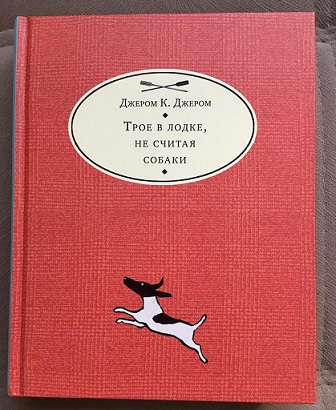 Джером К. Джером
Трое в лодке,
не считая
собаки